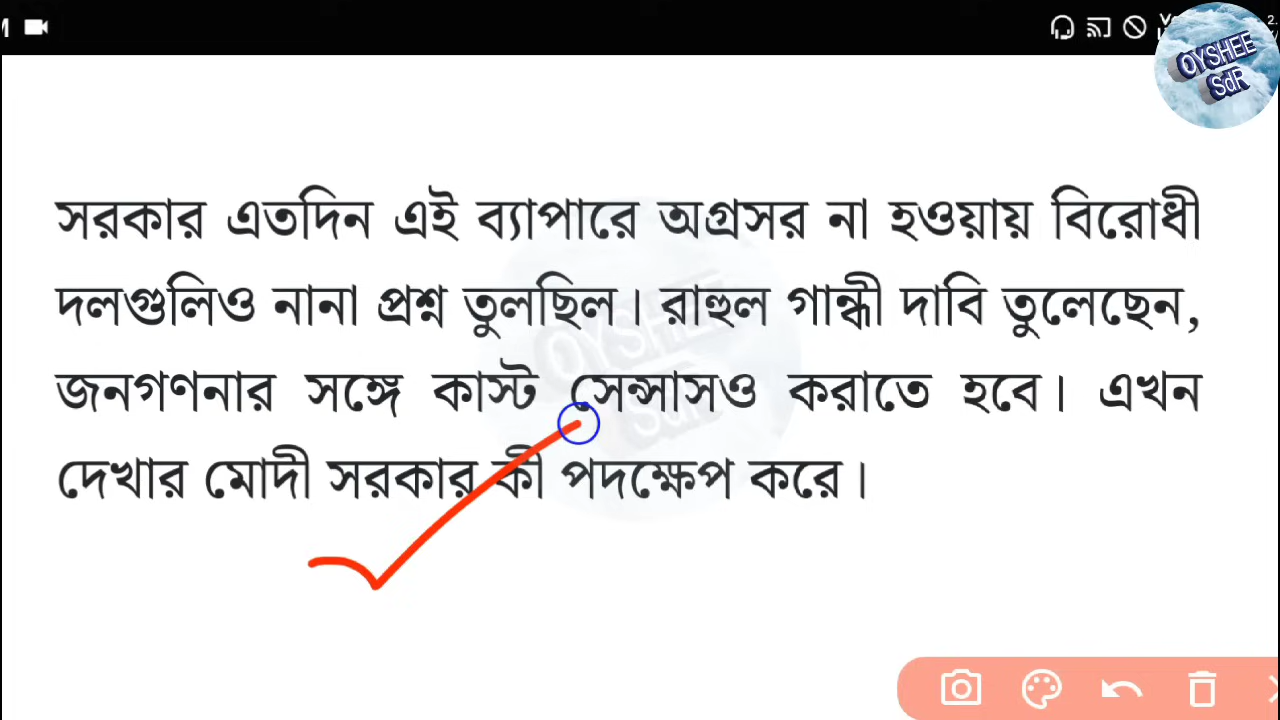 OYSHEE
SdR
সরকার এতদিন এই ব্যাপারে অগ্রসর না হওয়ায় বিরোধী
দলগুলিও নানা প্রশ্ন তুলছিল। রাহুল গান্ধী দাবি তুলেছেন,
জনগণনার সঙ্গে কাস্ট সেন্সাসও করাতে হবে। এখন
দেখার মোদী সরকার কী পদক্ষেপ করে।